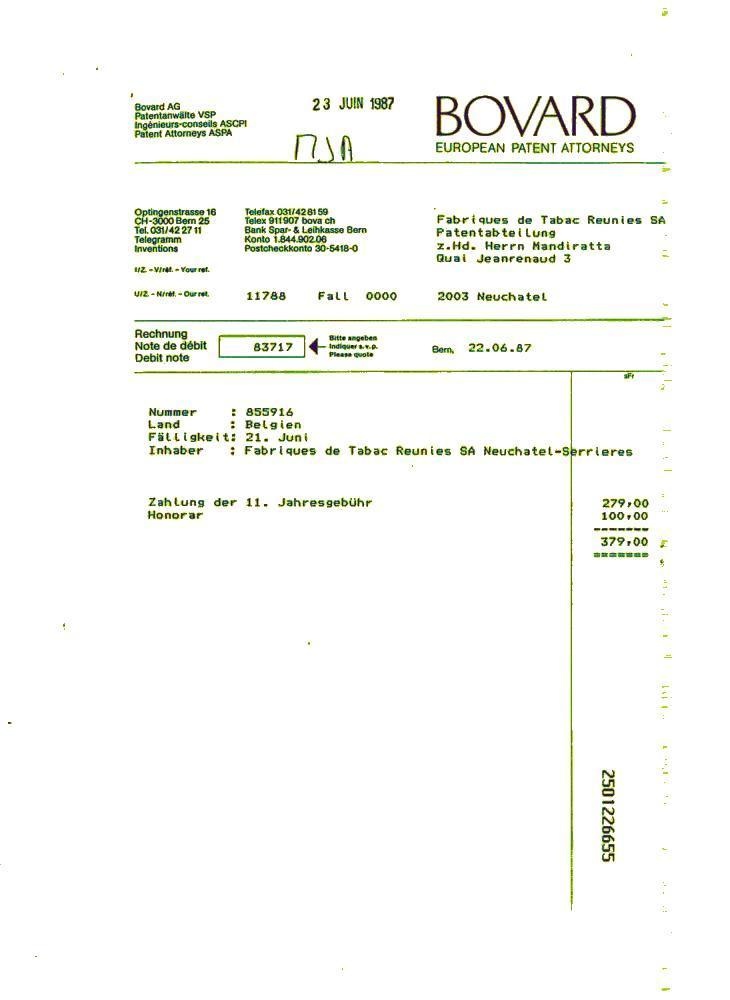 Bovard AG
Patentanwälte VSP
Ingénieurs-conseils ASCPI
Patent Attorneys ASPA
23 JUIN 1987
BOVARD
EUROPEAN PATENT ATTORNEYS
Optingenstrasse 16
CH-3000 Bern 25
Tel. 031/42 27 11
Telegramm
Inventions
Telefax 031/42 81 59
Telex 911 907 bova ch
Bank Spar- & Leihkasse Bern
Konto 1.844.902.06
Postcheckkonto 30-5418-0
Fabriques de Tabac Reunies SA
Patentabteilung
z.Hd. Herrn Mandiratta
Quai Jeanrenaud 3
I/Z. - V/réf. - Your ref.
U/Z. - N/réf. - Our ref. 11788 Fall 0000 2003 Neuchatel
Rechnung
Note de débit
Debit note
83717
Bitte angeben
Indiquer s.v.p.
Please quote
Bern, 22.06.87
sFr
Nummer : 855916
Land : Belgien
Fälligkeit: 21. Juni
Inhaber : Fabriques de Tabac Reunies SA Neuchatel-Serrieres
Zahlung der 11. Jahresgebühr 279,00
Honorar 100,00
-------
379,00
=======
2501226655